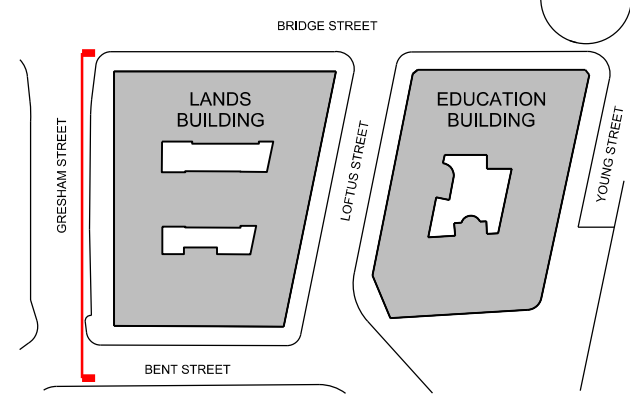 BRIDGE STREET
LANDS
BUILDING
EDUCATION
BUILDING
GRESHAM STREET
LOFTUS STREET
YOUNG STREET
BENT STREET